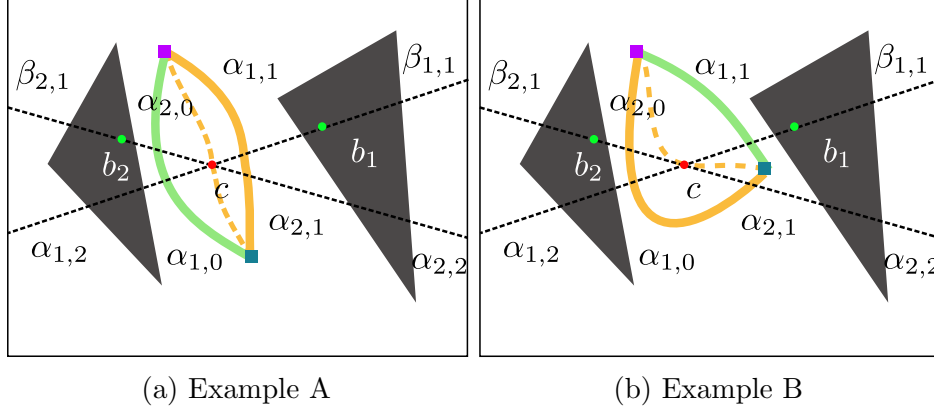 β₂,₁ α₁,₁ β₁,₁
α₂,₀
b₂ b₁
c
α₁,₂ α₁,₀ α₂,₁ α₂,₂
β₂,₁ α₁,₁ β₁,₁
α₂,₀
b₂ b₁
c
α₁,₂ α₁,₀ α₂,₁ α₂,₂
(a) Example A
(b) Example B